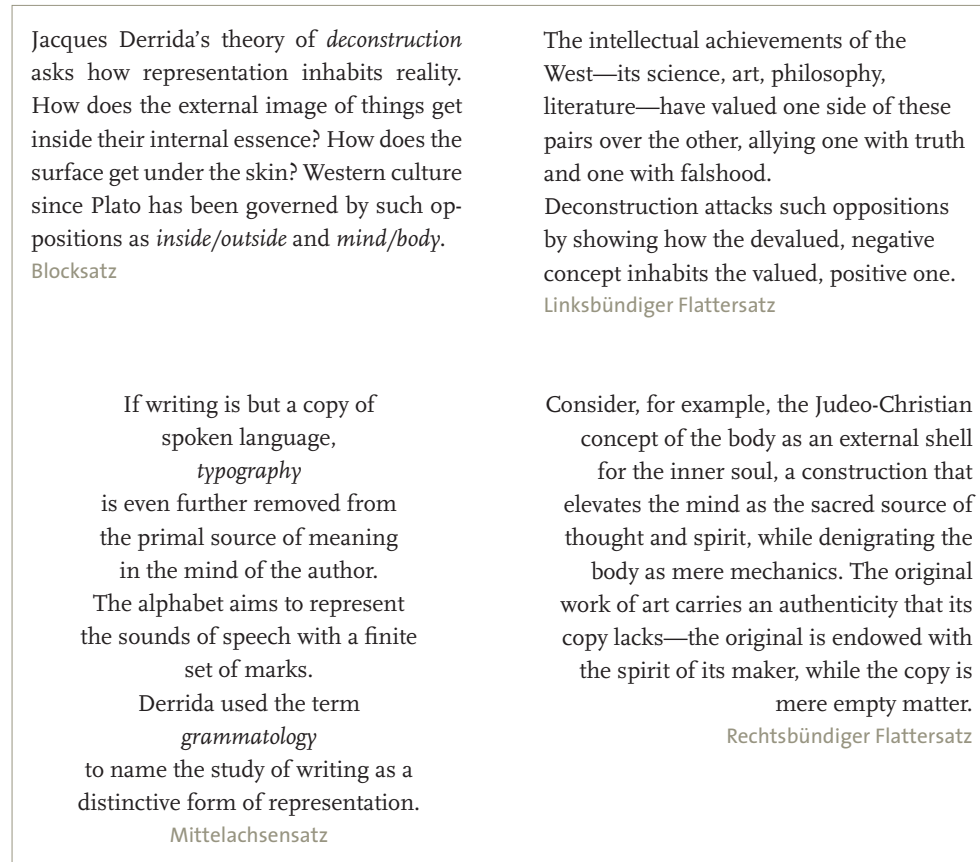 Jacques Derrida’s theory of deconstruction
asks how representation inhabits reality.
How does the external image of things get
inside their internal essence? How does the
surface get under the skin? Western culture
since Plato has been governed by such op-
positions as inside/outside and mind/body.
Blocksatz
The intellectual achievements of the
West—its science, art, philosophy,
literature—have valued one side of these
pairs over the other, allying one with truth
and one with falshood.
Deconstruction attacks such oppositions
by showing how the devalued, negative
concept inhabits the valued, positive one.
Linksbündiger Flattersatz
If writing is but a copy of
spoken language,
typography
is even further removed from
the primal source of meaning
in the mind of the author.
The alphabet aims to represent
the sounds of speech with a finite
set of marks.
Derrida used the term
grammatology
to name the study of writing as a
distinctive form of representation.
Mittelachsensatz
Consider, for example, the Judeo-Christian
concept of the body as an external shell
for the inner soul, a construction that
elevates the mind as the sacred source of
thought and spirit, while denigrating the
body as mere mechanics. The original
work of art carries an authenticity that its
copy lacks—the original is endowed with
the spirit of its maker, while the copy is
mere empty matter.
Rechtsbündiger Flattersatz